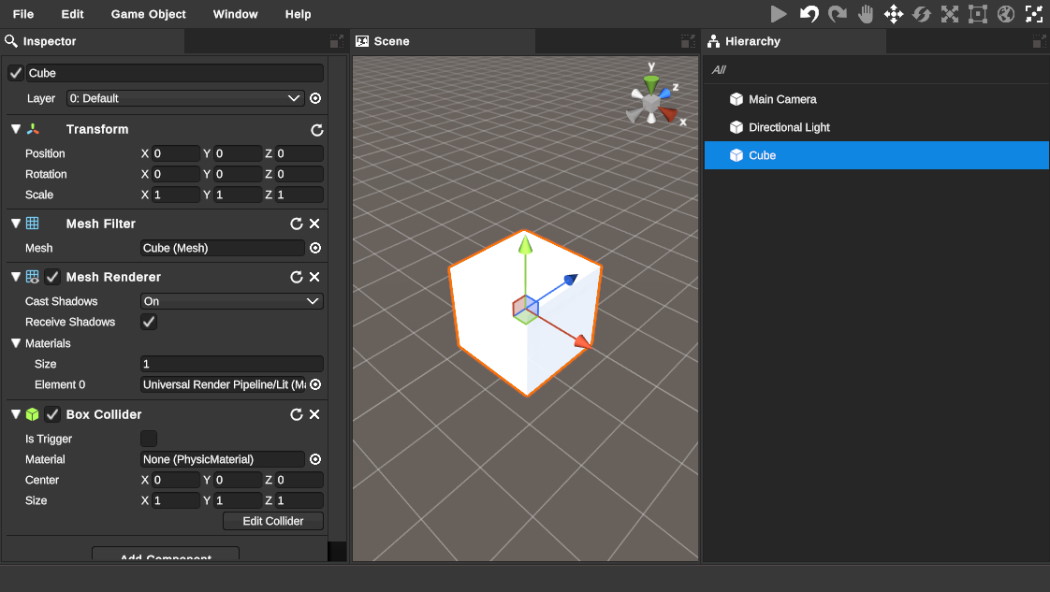 File Edit Game Object Window Help
Inspector
Cube
Layer 0: Default
Transform
Position X 0 Y 0 Z 0
Rotation X 0 Y 0 Z 0
Scale X 1 Y 1 Z 1
Mesh Filter
Mesh Cube (Mesh)
Mesh Renderer
Cast Shadows On
Receive Shadows
Materials
Size 1
Element 0 Universal Render Pipeline/Lit (Ma
Box Collider
Is Trigger
Material None (PhysicMaterial)
Center X 0 Y 0 Z 0
Size X 1 Y 1 Z 1
Edit Collider
Add Component
Scene
y
z
x
Hierarchy
All
Main Camera
Directional Light
Cube